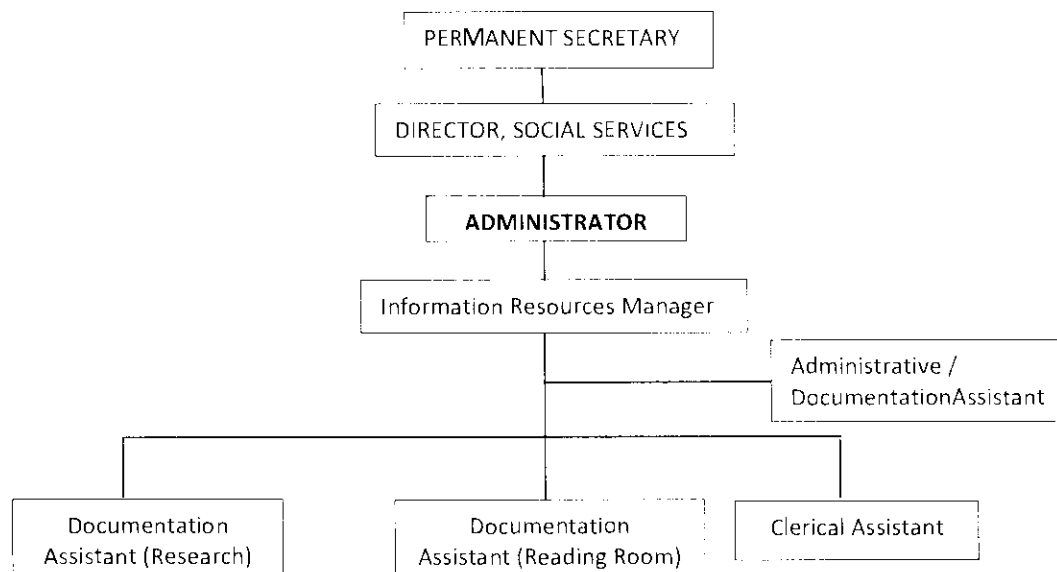 PERMANENT SECRETARY
DIRECTOR, SOCIAL SERVICES
ADMINISTRATOR
Information Resources Manager
Administrative /
DocumentationAssistant
Documentation
Assistant (Research)
Documentation
Assistant (Reading Room)
Clerical Assistant